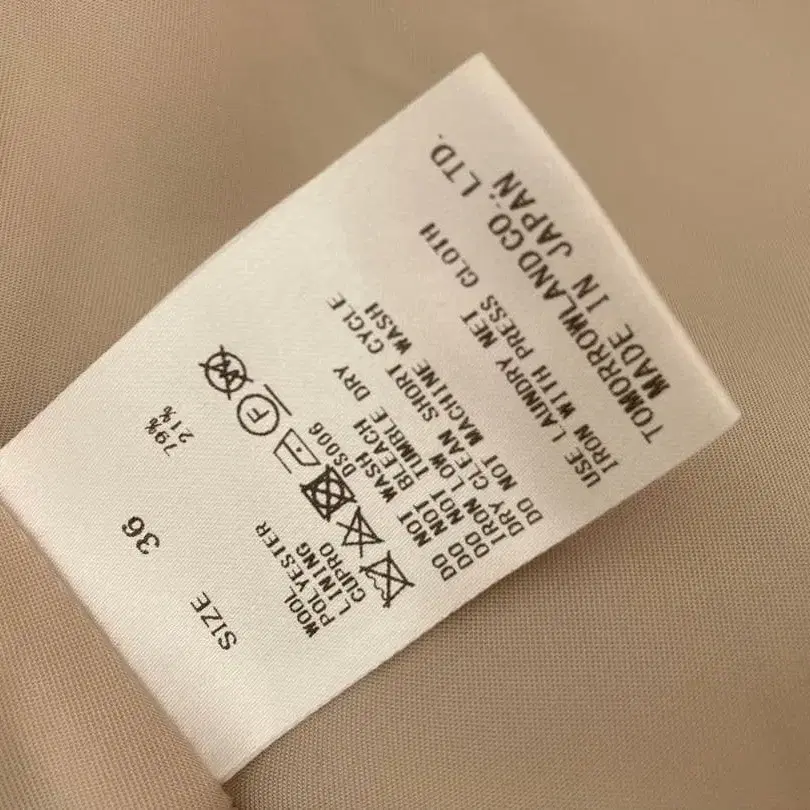 SIZE 36
WOOL 79%
POLYESTER 21%
LINING
CUPRO
F
W
DS006
DO NOT WASH
DO NOT BLEACH
IRON LOW
DO NOT TUMBLE DRY
DRY CLEAN SHORT CYCLE
DO NOT MACHINE WASH
USE LAUNDRY NET
IRON WITH PRESS CLOTH
TOMORROWLAND CO., LTD.
MADE IN JAPAN